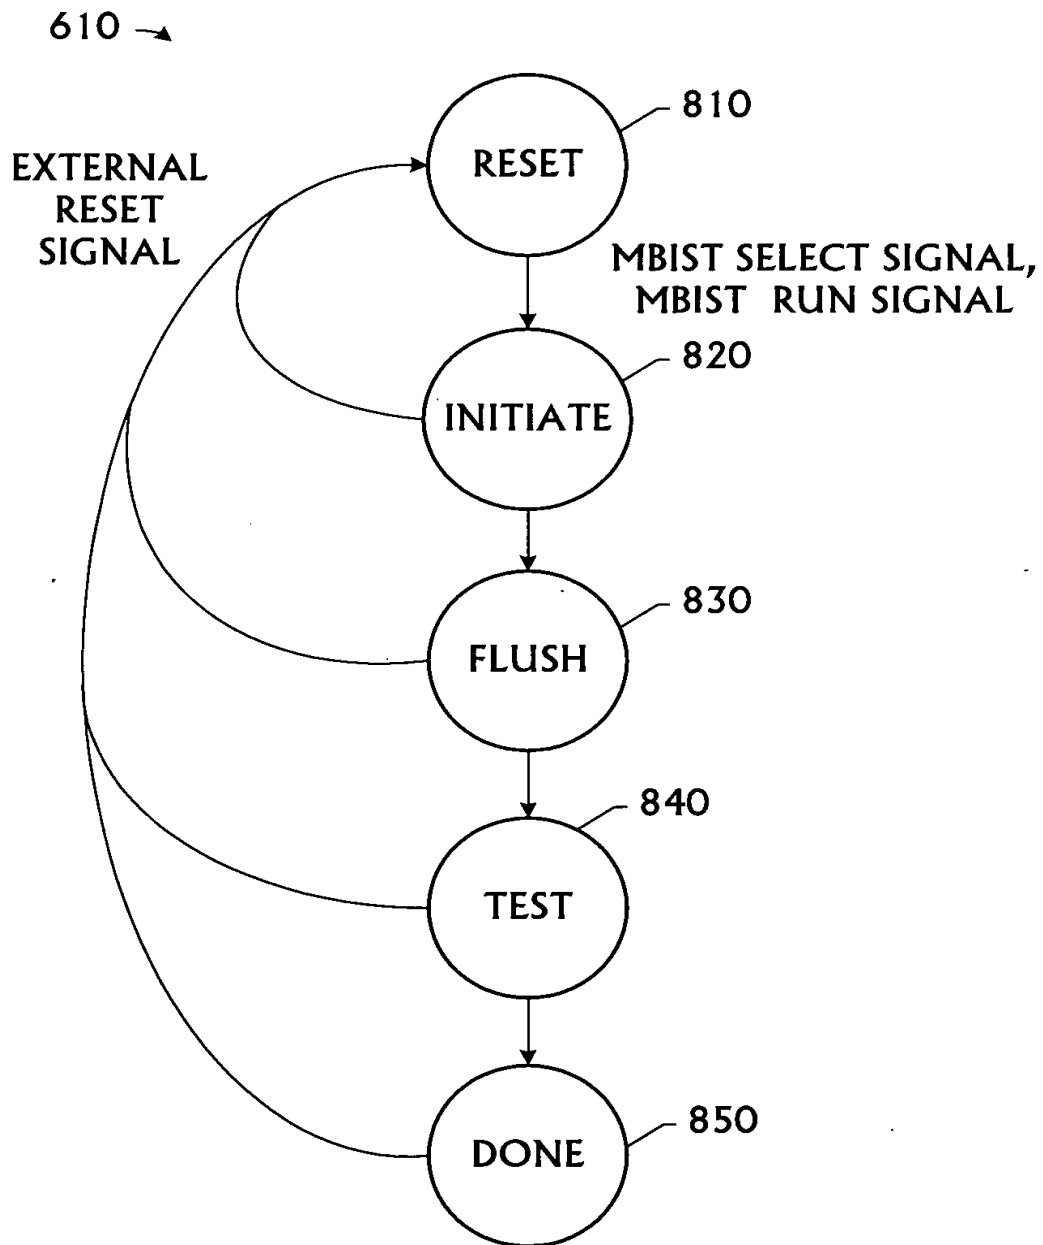 610
810
RESET
EXTERNAL
RESET
SIGNAL
MBIST SELECT SIGNAL,
MBIST RUN SIGNAL
820
INITIATE
830
FLUSH
840
TEST
850
DONE